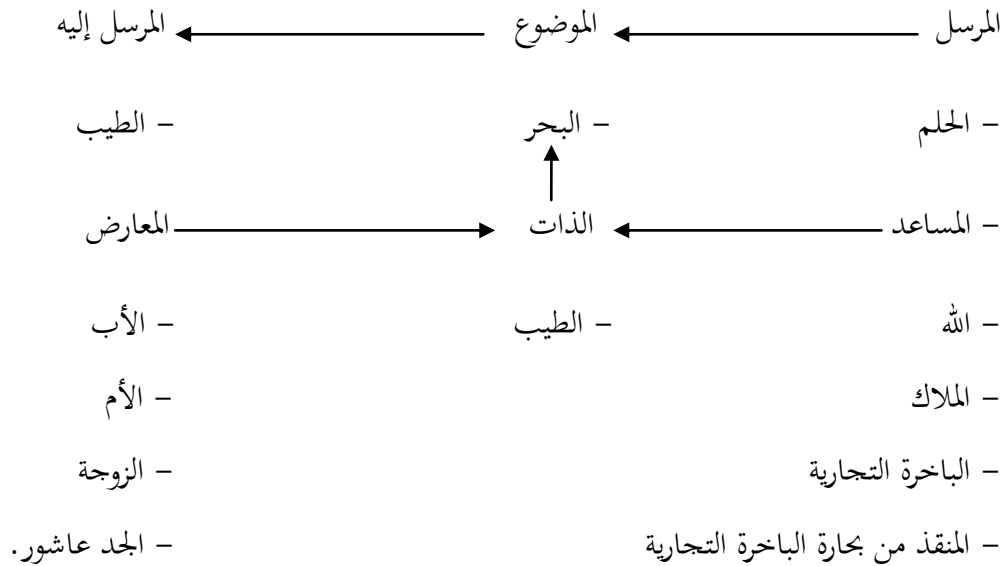 المرسل الموضوع المرسل إليه
– الحلم – البحر – الطيب
– المساعد الذات المعارض
– الله – الطيب – الأب
– الملاك – الأم
– الباخرة التجارية – الزوجة
– المنقذ من بحارة الباخرة التجارية – الجد عاشور.